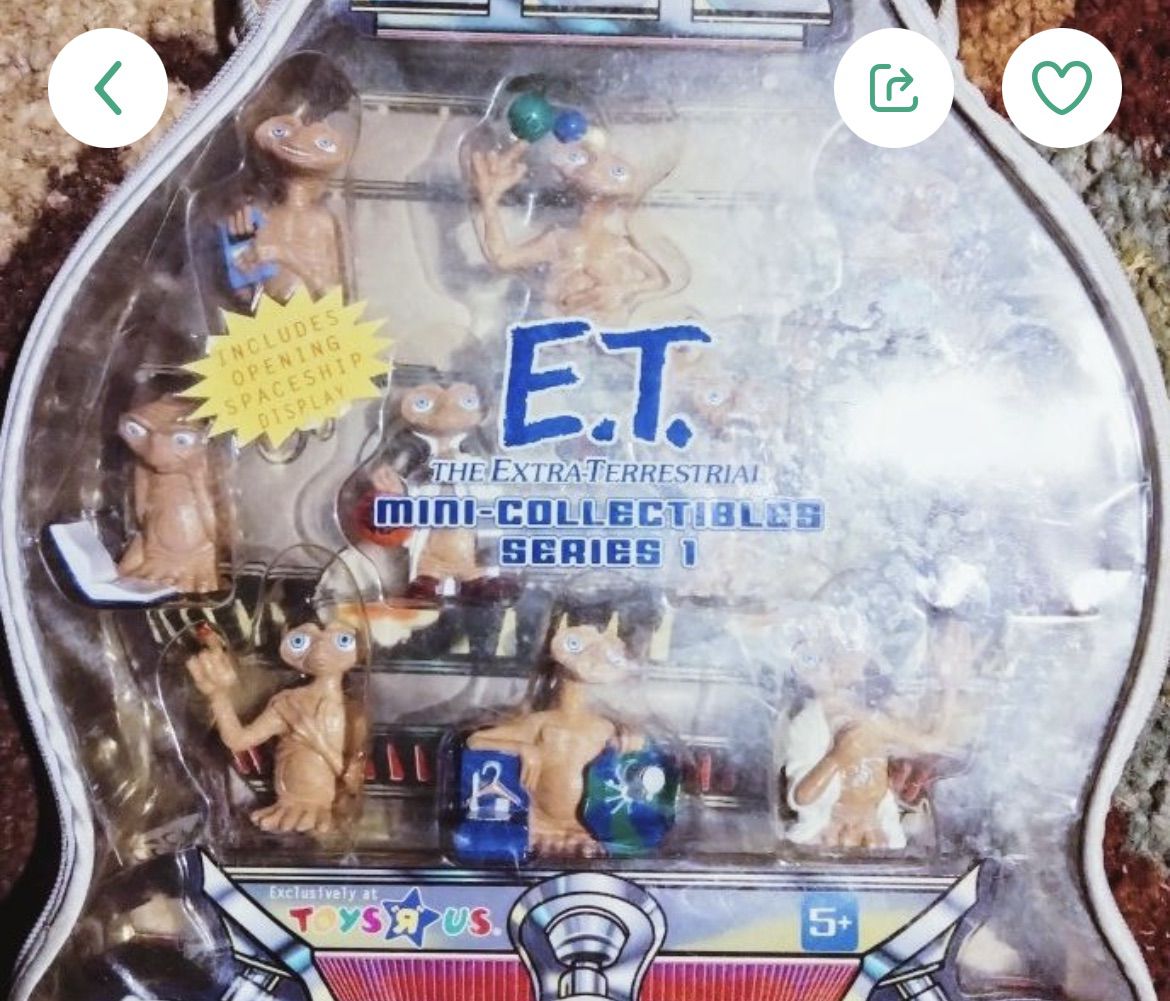 INCLUDES
OPENING
SPACESHIP
DISPLAY
E.T.
THE EXTRA-TERRESTRIAL
MINI-COLLECTIBLES
SERIES 1
Exclusively at
TOYS R US.
5+